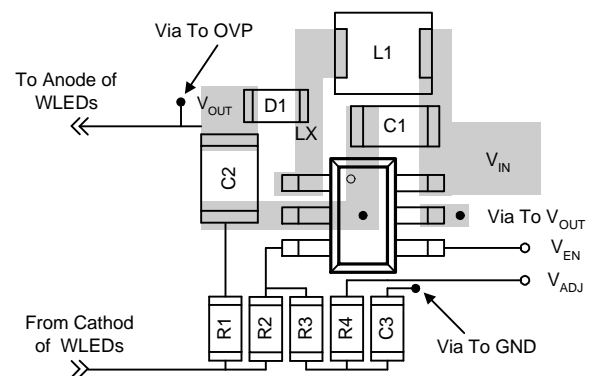 Via To OVP
L1
To Anode of
WLEDs
VOUT
D1
LX
C1
C2
VIN
Via To VOUT
VEN
VADJ
From Cathod
of WLEDs
R1
R2
R3
R4
C3
Via To GND